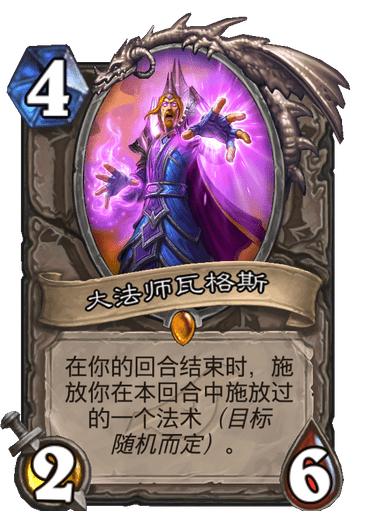 4
大法师瓦格斯
在你的回合结束时，施
放你在本回合中施放过
的一个法术（目标
随机而定）。
2
6